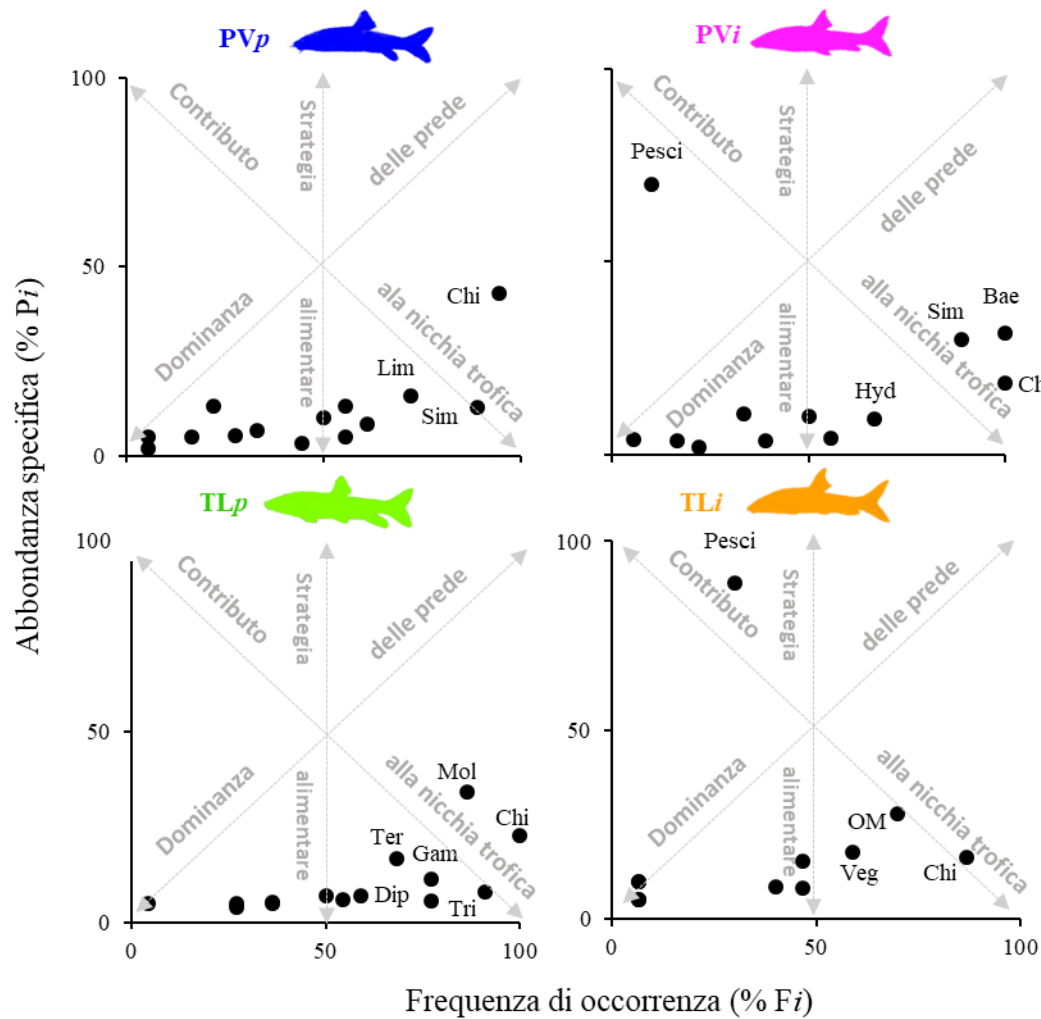 PVp
PVi
100
50
0
Contributo
Strategia
delle prede
Dominanza
alimentare
ala nicchia trofica
Chi
Lim
Sim
Contributo
Strategia
delle prede
Dominanza
alimentare
alla nicchia trofica
Pesci
Sim
Bae
Hyd
Ch
Abbondanza specifica (% Pi)
TLp
TLi
100
50
0
0
50
100
Contributo
Strategia
delle prede
Dominanza
alimentare
alla nicchia trofica
Mol
Chi
Ter
Gam
Dip
Tri
100
50
0
0
50
100
Contributo
Strategia
delle prede
Dominanza
alimentare
alla nicchia trofica
Pesci
OM
Veg
Chi
Frequenza di occorrenza (% Fi)